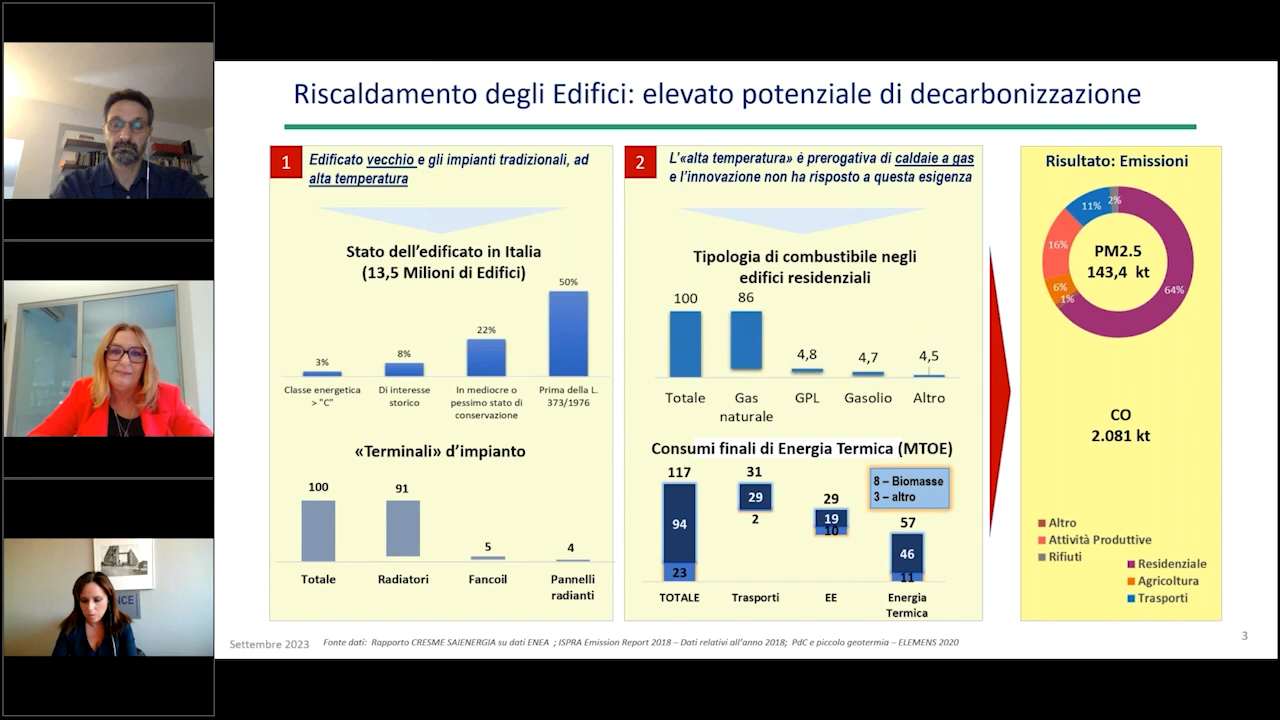 Riscaldamento degli Edifici: elevato potenziale di decarbonizzazione
1
Edificato vecchio e gli impianti tradizionali, ad
alta temperatura
Stato dell'edificato in Italia
(13,5 Milioni di Edifici)
3%
8%
22%
50%
Classe energetica
> "C"
Di interesse
storico
In mediocre o
pessimo stato di
conservazione
Prima della L.
373/1976
«Terminali» d'impianto
100
91
5
4
Totale
Radiatori
Fancoil
Pannelli
radianti
2
L'«alta temperatura» è prerogativa di caldaie a gas
e l'innovazione non ha risposto a questa esigenza
Tipologia di combustibile negli
edifici residenziali
100
86
4,8
4,7
4,5
Totale
Gas
naturale
GPL
Gasolio
Altro
Consumi finali di Energia Termica (MTOE)
117
94
23
31
29
2
29
19
10
8 – Biomasse
3 – altro
57
46
11
TOTALE
Trasporti
EE
Energia
Termica
Risultato: Emissioni
2%
11%
16%
6%
1%
64%
PM2.5
143,4 kt
CO
2.081 kt
Altro
Attività Produttive
Rifiuti
Residenziale
Agricoltura
Trasporti
Settembre 2023
Fonte dati: Rapporto CRESME SAIENERGIA su dati ENEA ; ISPRA Emission Report 2018 – Dati relativi all'anno 2018; PdC e piccolo geotermia – ELEMENS 2020
3